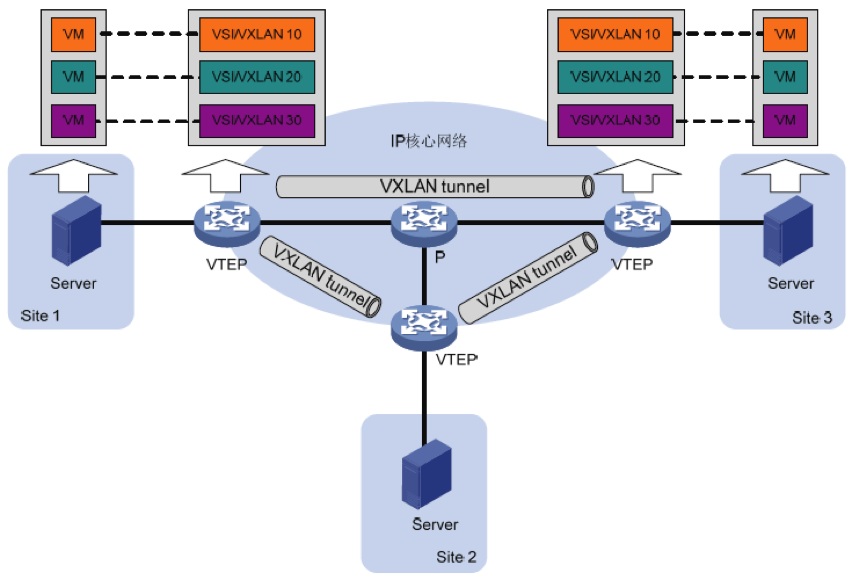 VM VSI/VXLAN 10 VSI/VXLAN 10 VM
VM VSI/VXLAN 20 VSI/VXLAN 20 VM
VM VSI/VXLAN 30 VSI/VXLAN 30 VM
IP核心网络
VXLAN tunnel
VTEP
P
VTEP
VXLAN tunnel
VXLAN tunnel
Server
Server
Site 1
Site 3
VTEP
Server
Site 2